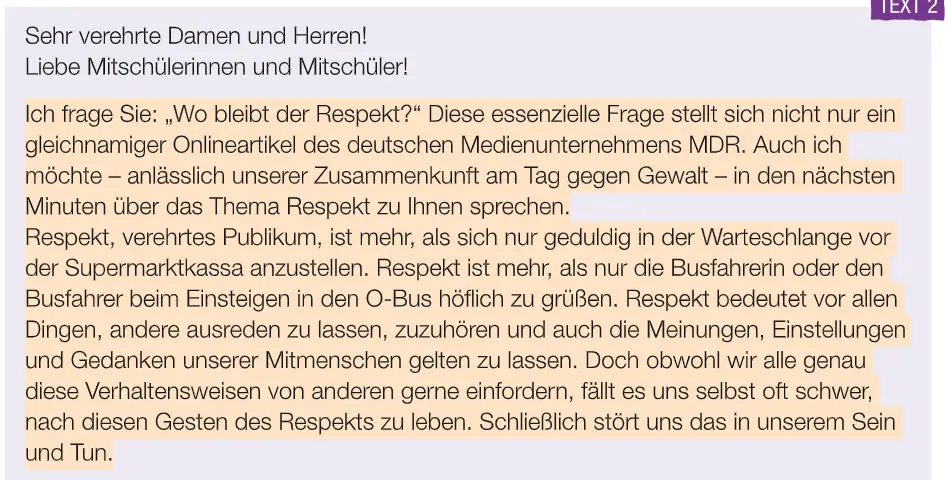 TEXT 2
Sehr verehrte Damen und Herren!
Liebe Mitschülerinnen und Mitschüler!
Ich frage Sie: „Wo bleibt der Respekt?“ Diese essenzielle Frage stellt sich nicht nur ein
gleichnamiger Onlineartikel des deutschen Medienunternehmens MDR. Auch ich
möchte – anlässlich unserer Zusammenkunft am Tag gegen Gewalt – in den nächsten
Minuten über das Thema Respekt zu Ihnen sprechen.
Respekt, verehrtes Publikum, ist mehr, als sich nur geduldig in der Warteschlange vor
der Supermarktkassa anzustellen. Respekt ist mehr, als nur die Busfahrerin oder den
Busfahrer beim Einsteigen in den O-Bus höflich zu grüßen. Respekt bedeutet vor allen
Dingen, andere ausreden zu lassen, zuzuhören und auch die Meinungen, Einstellungen
und Gedanken unserer Mitmenschen gelten zu lassen. Doch obwohl wir alle genau
diese Verhaltensweisen von anderen gerne einfordern, fällt es uns selbst oft schwer,
nach diesen Gesten des Respekts zu leben. Schließlich stört uns das in unserem Sein
und Tun.